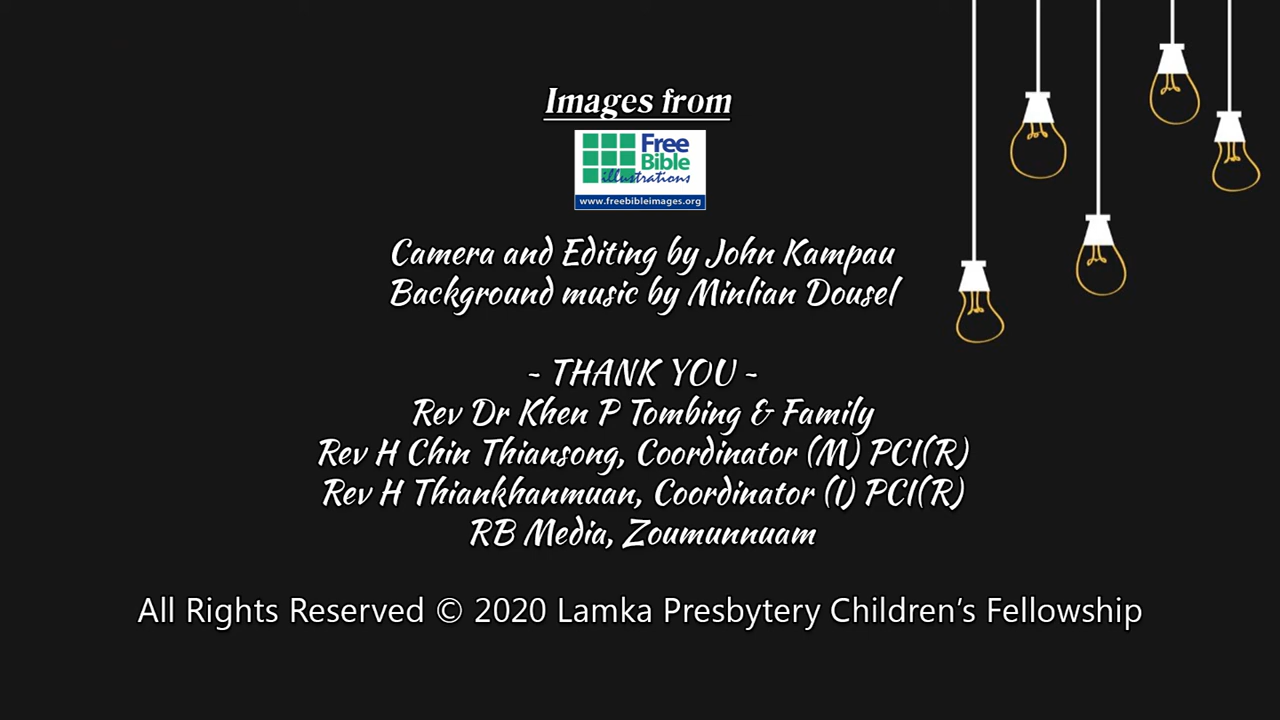 Images from
Free
Bible
illustrations
www.freebibleimages.org
Camera and Editing by John Kampau
Background music by Minlian Dousel
~ THANK YOU ~
Rev Dr Khen P Tombing & Family
Rev H Chin Thiansong, Coordinator (M) PCI(R)
Rev H Thiankhanmuan, Coordinator (I) PCI(R)
RB Media, Zoumunnuam
All Rights Reserved © 2020 Lamka Presbytery Children’s Fellowship